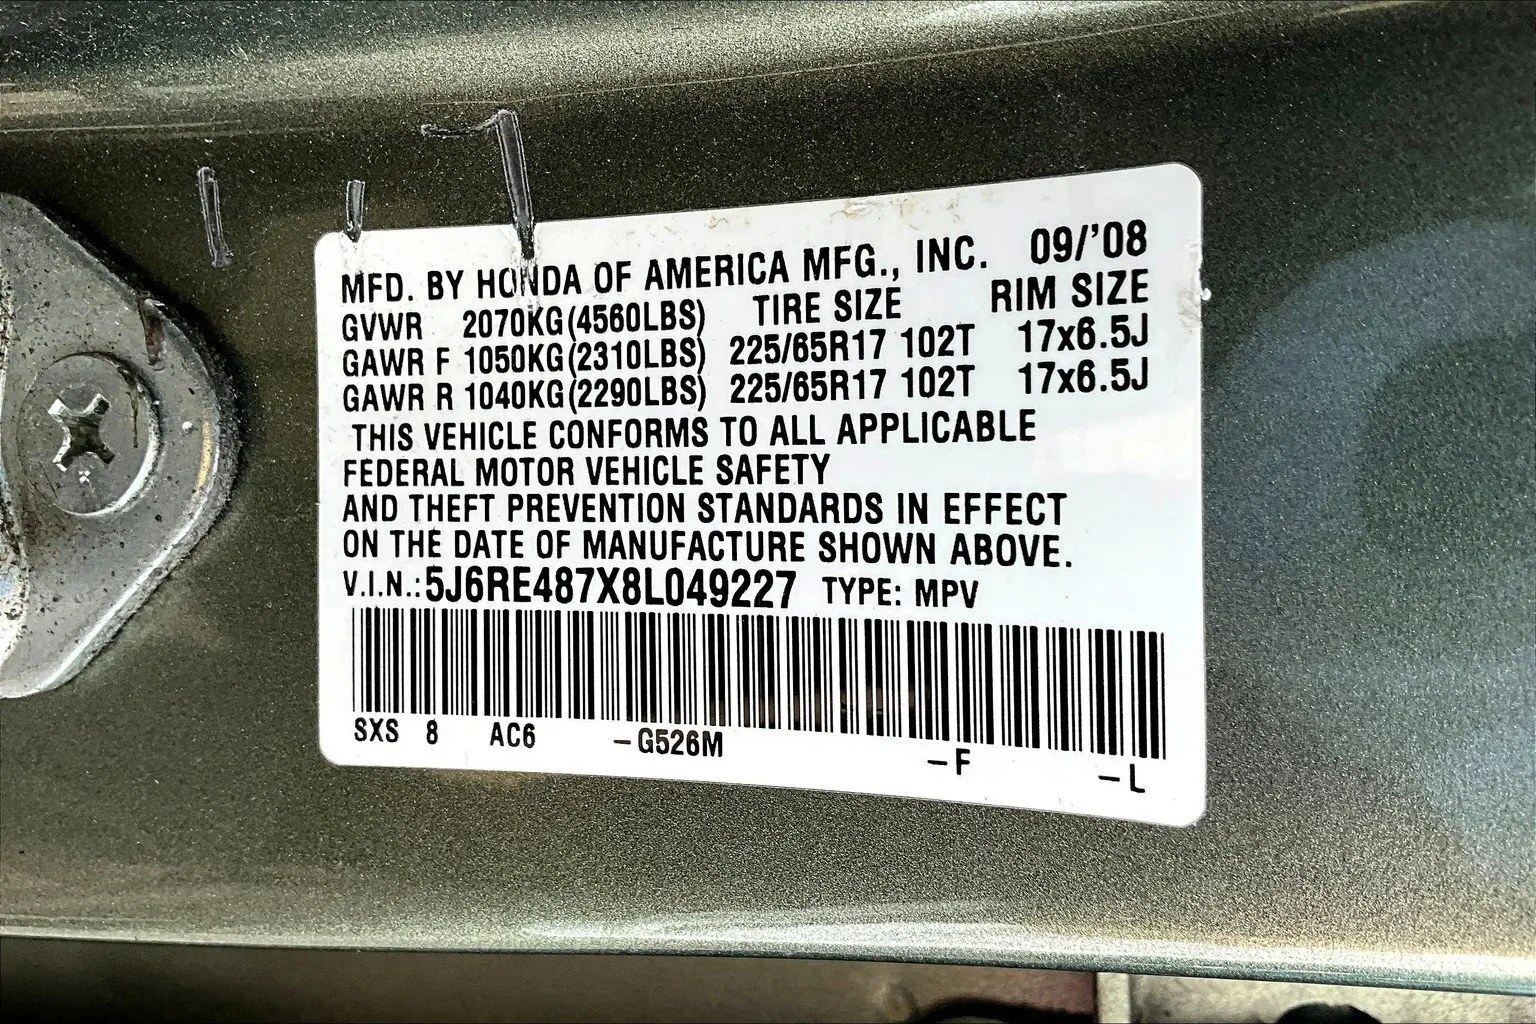 MFD. BY HONDA OF AMERICA MFG., INC. 09/'08
GVWR 2070KG(4560LBS) TIRE SIZE RIM SIZE
GAWR F 1050KG(2310LBS) 225/65R17 102T 17x6.5J
GAWR R 1040KG(2290LBS) 225/65R17 102T 17x6.5J
THIS VEHICLE CONFORMS TO ALL APPLICABLE
FEDERAL MOTOR VEHICLE SAFETY
AND THEFT PREVENTION STANDARDS IN EFFECT
ON THE DATE OF MANUFACTURE SHOWN ABOVE.
V.I.N.: 5J6RE487X8L049227 TYPE: MPV
SXS 8 AC6 -G526M -F -L